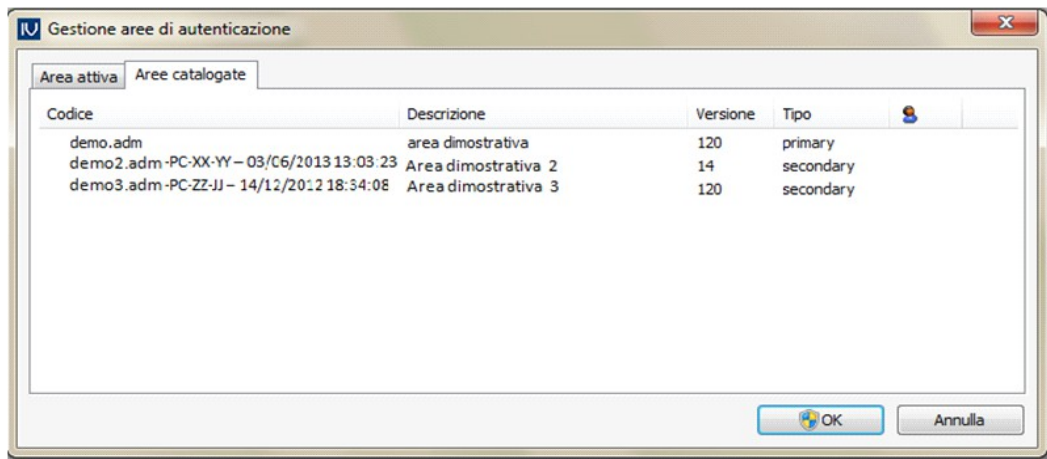 IU Gestione aree di autenticazione
Area attiva Aree catalogate
Codice Descrizione Versione Tipo
demo.adm area dimostrativa 120 primary
demo2.adm -PC-XX-YY – 03/06/2013 13:03:23 Area dimostrativa 2 14 secondary
demo3.adm -PC-ZZ-JJ – 14/12/2012 18:54:08 Area dimostrativa 3 120 secondary
OK Annulla